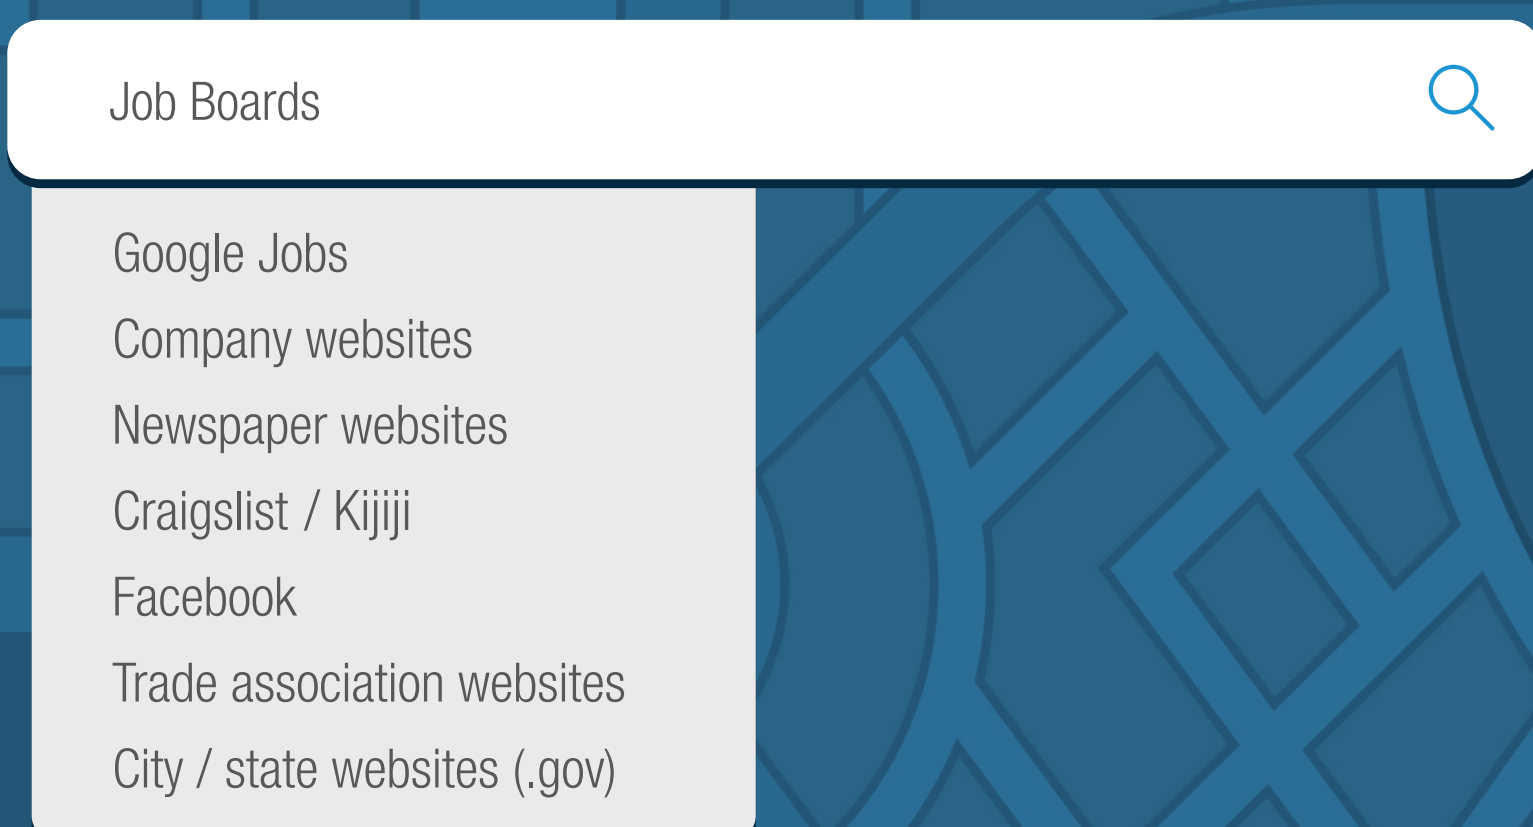 Job Boards
Google Jobs
Company websites
Newspaper websites
Craigslist / Kijiji
Facebook
Trade association websites
City / state websites (.gov)